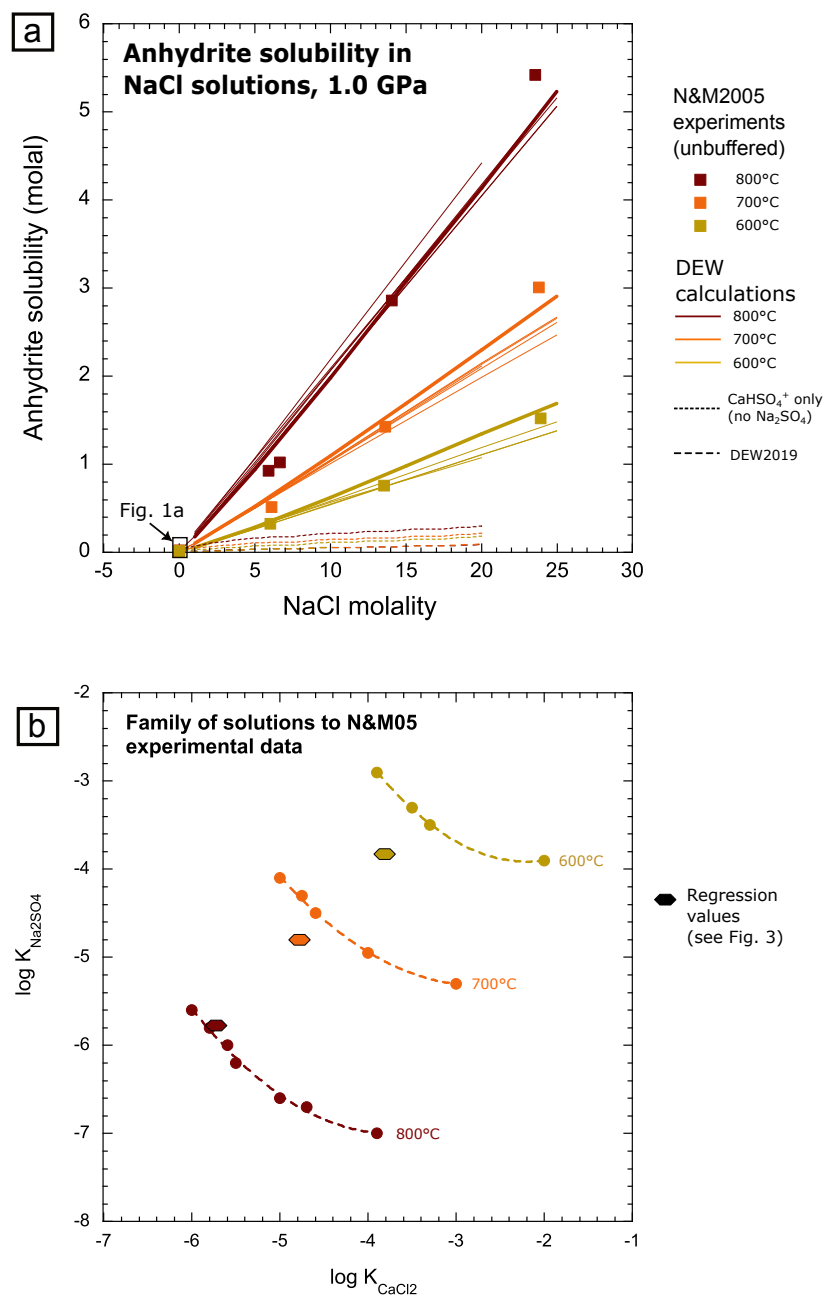 a
Anhydrite solubility in
NaCl solutions, 1.0 GPa
6
5
4
3
2
1
0
Anhydrite solubility (molal)
Fig. 1a
-5
0
5
10
15
20
25
30
NaCl molality
N&M2005
experiments
(unbuffered)
800°C
700°C
600°C
DEW
calculations
800°C
700°C
600°C
CaHSO₄⁺ only
(no Na₂SO₄)
DEW2019
b
Family of solutions to N&M05
experimental data
-2
-3
-4
-5
-6
-7
-8
log K_Na2SO4
600°C
700°C
800°C
-7
-6
-5
-4
-3
-2
-1
log K_CaCl2
Regression
values
(see Fig. 3)